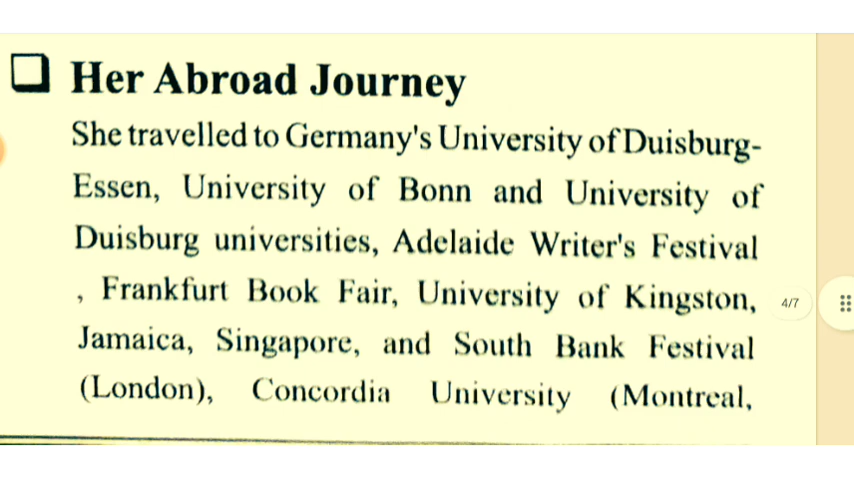 Her Abroad Journey
She travelled to Germany's University of Duisburg-
Essen, University of Bonn and University of
Duisburg universities, Adelaide Writer's Festival
, Frankfurt Book Fair, University of Kingston,
4/7
Jamaica, Singapore, and South Bank Festival
(London), Concordia University (Montreal,